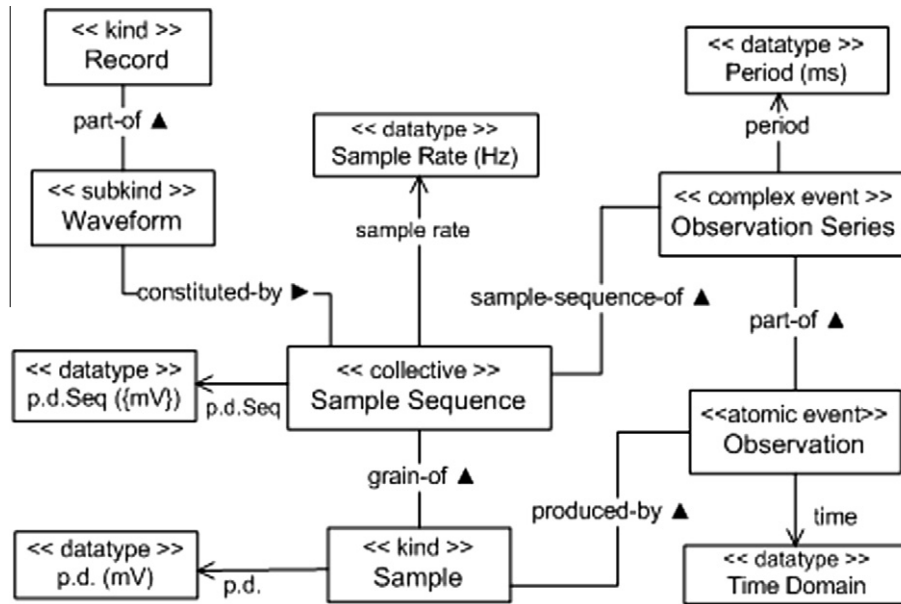 << kind >>
Record
part-of ▲
<< subkind >>
Waveform
constituted-by ►
<< datatype >>
Sample Rate (Hz)
sample rate
<< datatype >>
Period (ms)
period
<< complex event >>
Observation Series
sample-sequence-of ▲
part-of ▲
<< datatype >>
p.d.Seq ({mV})
p.d.Seq
<< collective >>
Sample Sequence
<<atomic event>>
Observation
grain-of ▲
produced-by ▲
time
<< datatype >>
p.d. (mV)
p.d.
<< kind >>
Sample
<< datatype >>
Time Domain